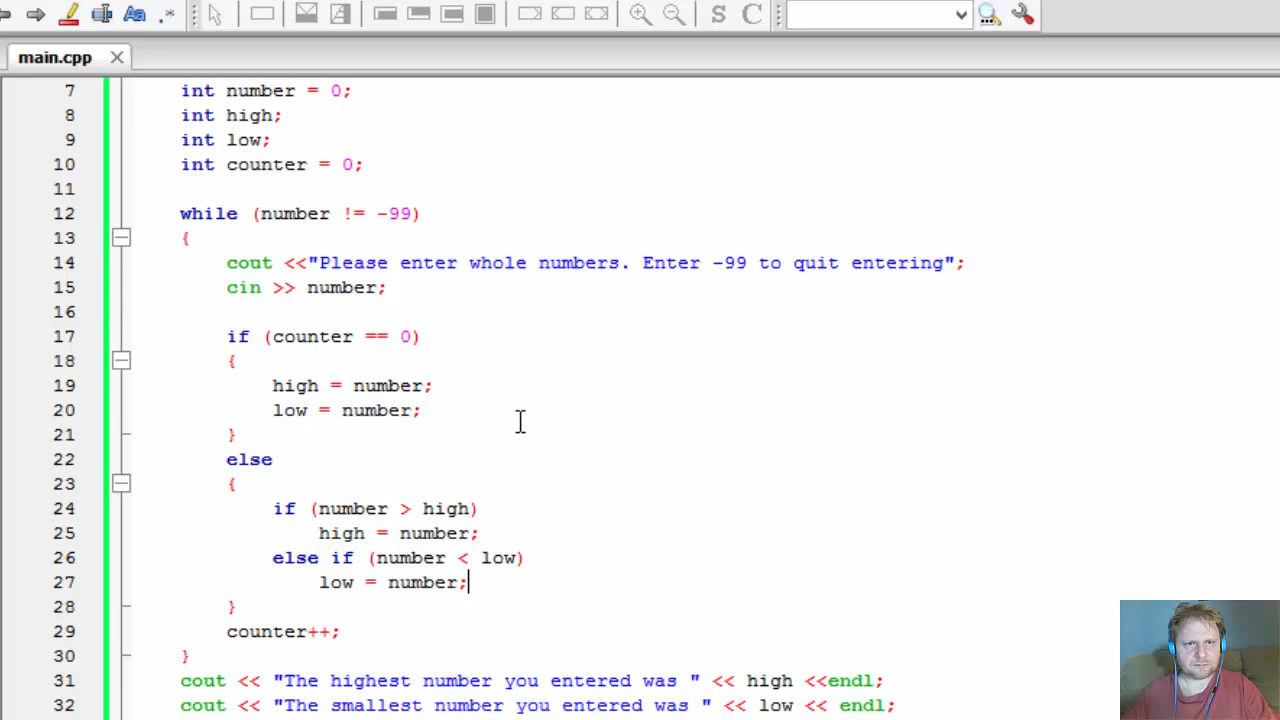 Aa .*
S C
main.cpp
7 int number = 0;
8 int high;
9 int low;
10 int counter = 0;
11
12 while (number != -99)
13 {
14 cout <<"Please enter whole numbers. Enter -99 to quit entering";
15 cin >> number;
16
17 if (counter == 0)
18 {
19 high = number;
20 low = number;
21 }
22 else
23 {
24 if (number > high)
25 high = number;
26 else if (number < low)
27 low = number;
28 }
29 counter++;
30 }
31 cout << "The highest number you entered was " << high <<endl;
32 cout << "The smallest number you entered was " << low << endl;